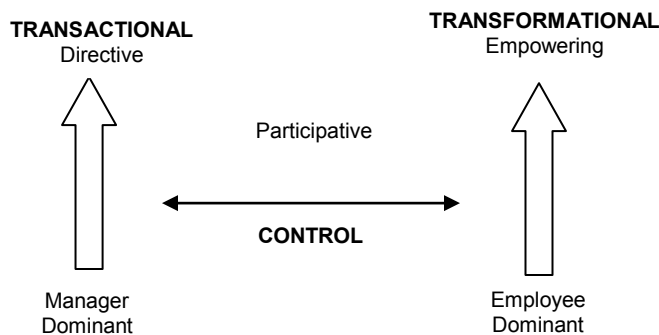 TRANSACTIONAL
Directive
TRANSFORMATIONAL
Empowering
Participative
CONTROL
Manager
Dominant
Employee
Dominant